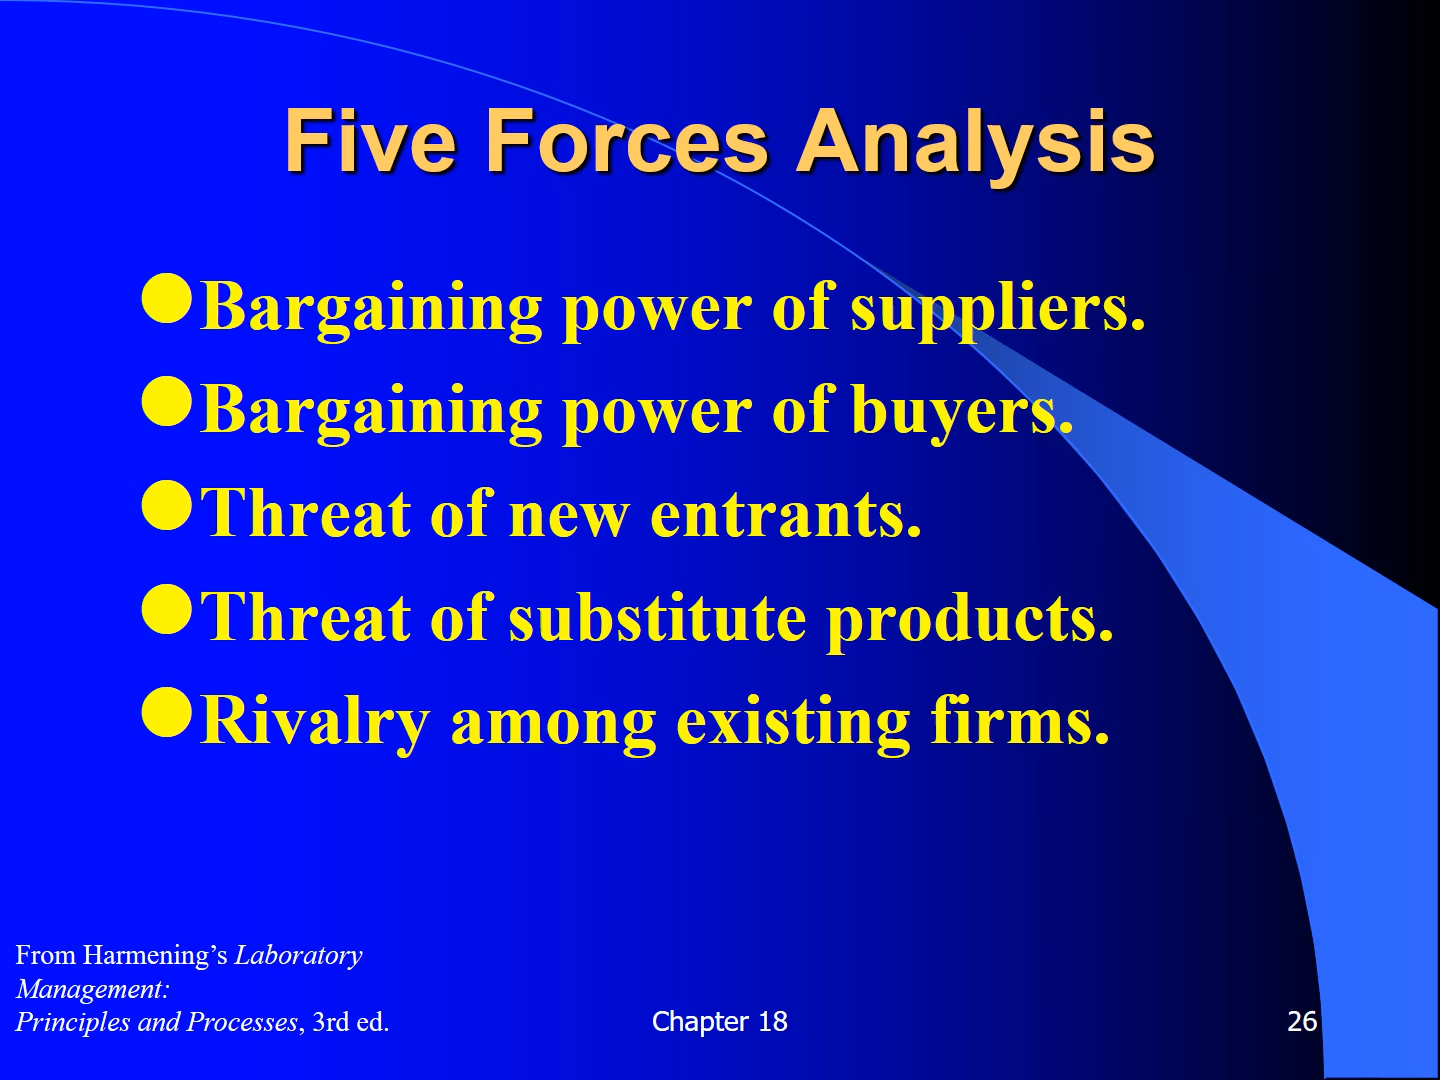 Five Forces Analysis
Bargaining power of suppliers.
Bargaining power of buyers.
Threat of new entrants.
Threat of substitute products.
Rivalry among existing firms.
From Harmening’s Laboratory
Management:
Principles and Processes, 3rd ed.
Chapter 18
26